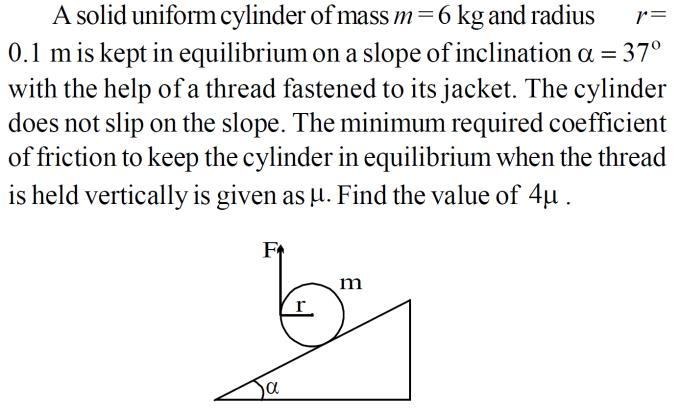 A solid uniform cylinder of mass m = 6 kg and radius r =
0.1 m is kept in equilibrium on a slope of inclination α = 37°
with the help of a thread fastened to its jacket. The cylinder
does not slip on the slope. The minimum required coefficient
of friction to keep the cylinder in equilibrium when the thread
is held vertically is given as μ. Find the value of 4μ .
F
m
r
α